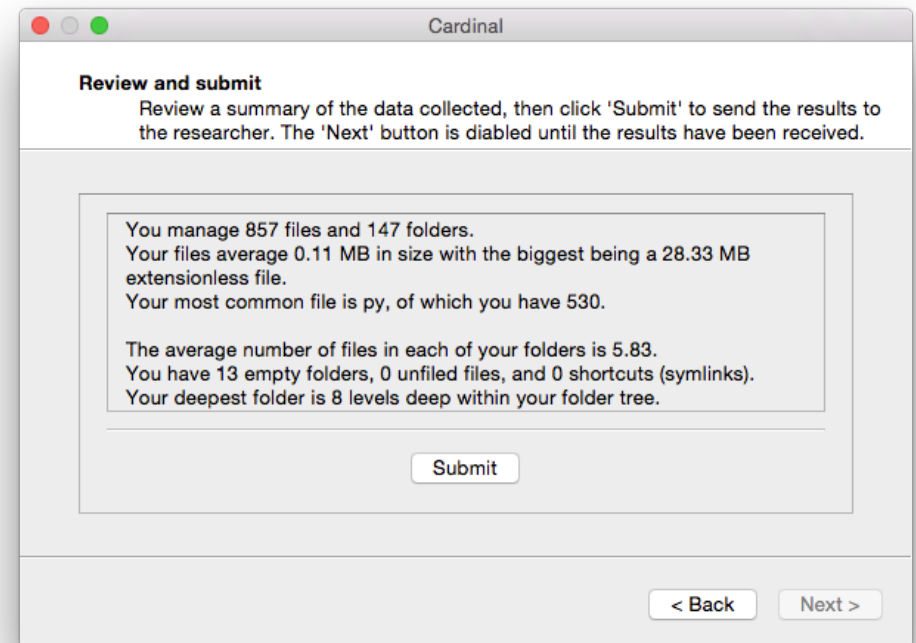 Cardinal
Review and submit
Review a summary of the data collected, then click 'Submit' to send the results to
the researcher. The 'Next' button is diabled until the results have been received.
You manage 857 files and 147 folders.
Your files average 0.11 MB in size with the biggest being a 28.33 MB
extensionless file.
Your most common file is py, of which you have 530.
The average number of files in each of your folders is 5.83.
You have 13 empty folders, 0 unfiled files, and 0 shortcuts (symlinks).
Your deepest folder is 8 levels deep within your folder tree.
Submit
< Back
Next >